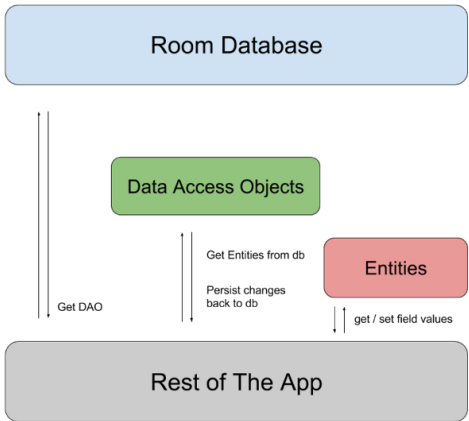 Room Database
Data Access Objects
Get Entities from db
Entities
Persist changes
back to db
Get DAO
get / set field values
Rest of The App